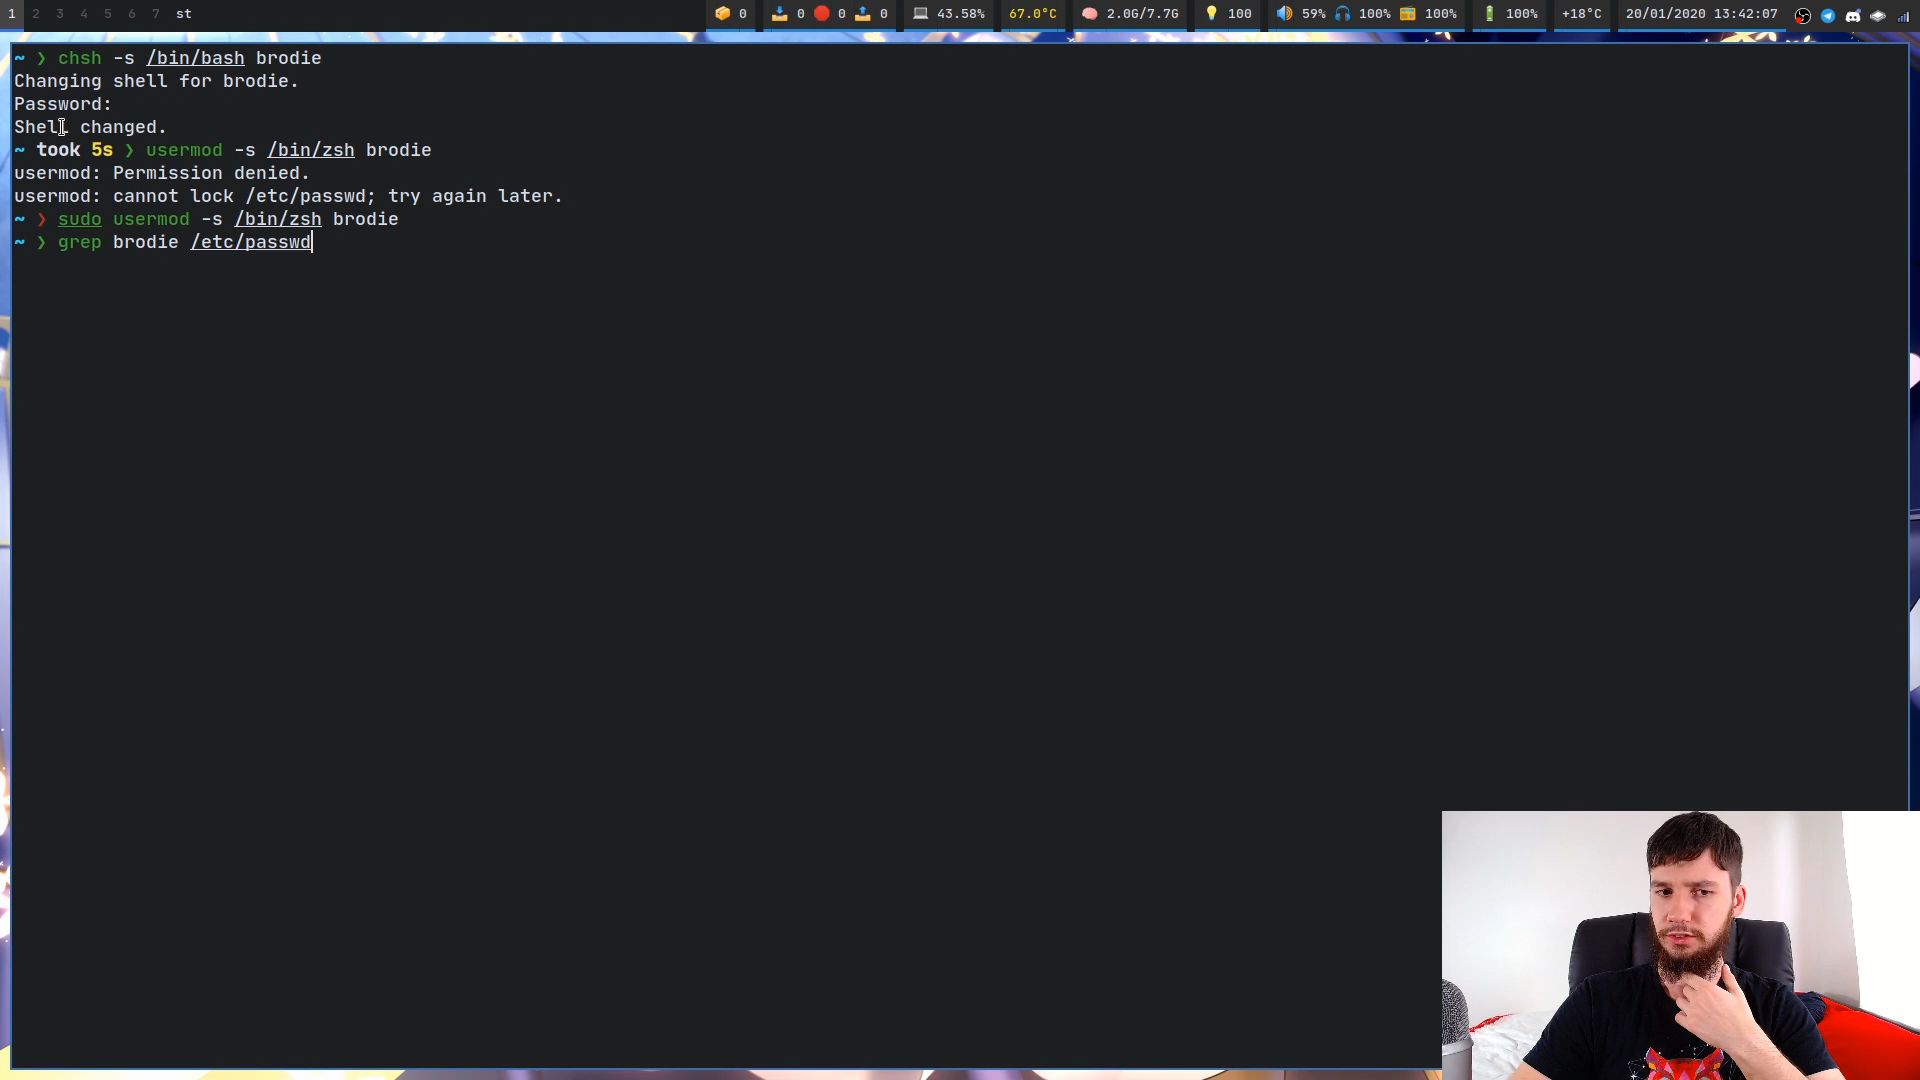 1 2 3 4 5 6 7 st 0 0 0 0 43.58% 67.0°C 2.0G/7.7G 100 59% 100% 100% 100% +18°C 20/01/2020 13:42:07
~ ❯ chsh -s /bin/bash brodie
Changing shell for brodie.
Password:
Shell changed.
~ took 5s ❯ usermod -s /bin/zsh brodie
usermod: Permission denied.
usermod: cannot lock /etc/passwd; try again later.
~ ❯ sudo usermod -s /bin/zsh brodie
~ ❯ grep brodie /etc/passwd